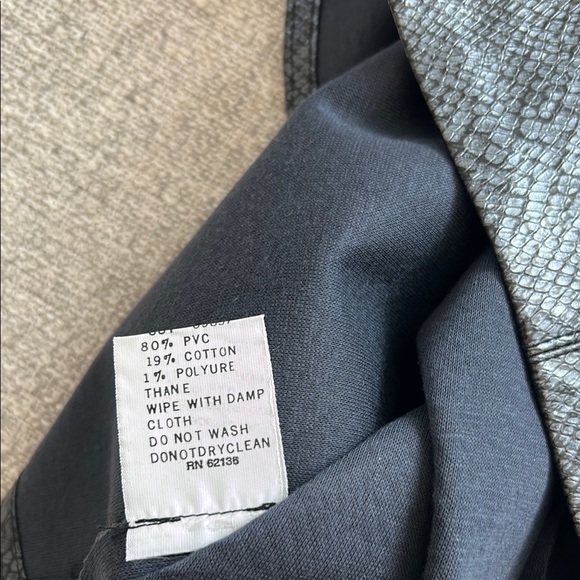 80% PVC
19% COTTON
1% POLYURE
THANE
WIPE WITH DAMP
CLOTH
DO NOT WASH
DONOTDRYCLEAN
RN 62136